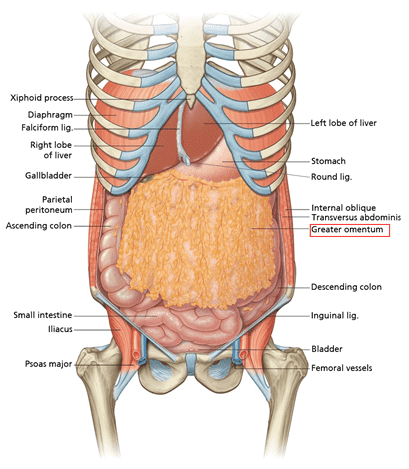 Xiphoid process
Diaphragm
Falciform lig.
Right lobe
of liver
Gallbladder
Parietal
peritoneum
Ascending colon
Small intestine
Iliacus
Psoas major
Left lobe of liver
Stomach
Round lig.
Internal oblique
Transversus abdominis
Greater omentum
Descending colon
Inguinal lig.
Bladder
Femoral vessels